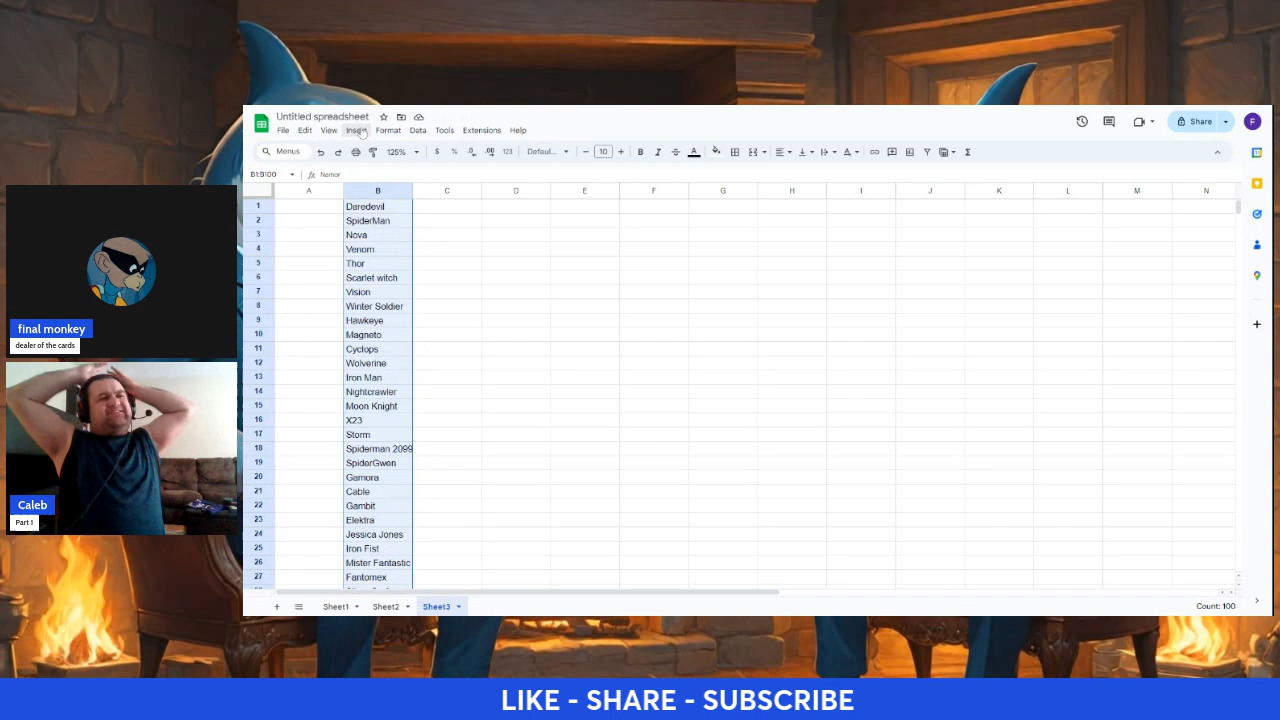 Untitled spreadsheet
File Edit View Insert Format Data Tools Extensions Help
Share
F
Menus 125% $ % .0 .00 123 Defaul... 10 B I A Σ
B1:B100 fx Namor
A B C D E F G H I J K L M N
1 Daredevil
2 SpiderMan
3 Nova
4 Venom
5 Thor
6 Scarlet witch
7 Vision
8 Winter Soldier
9 Hawkeye
10 Magneto
11 Cyclops
12 Wolverine
13 Iron Man
14 Nightcrawler
15 Moon Knight
16 X23
17 Storm
18 Spiderman 2099
19 SpiderGwen
20 Gamora
21 Cable
22 Gambit
23 Elektra
24 Jessica Jones
25 Iron Fist
26 Mister Fantastic
27 Fantomex
Sheet1 Sheet2 Sheet3 Count: 100
final monkey
dealer of the cards
Caleb
Part 1
LIKE - SHARE - SUBSCRIBE